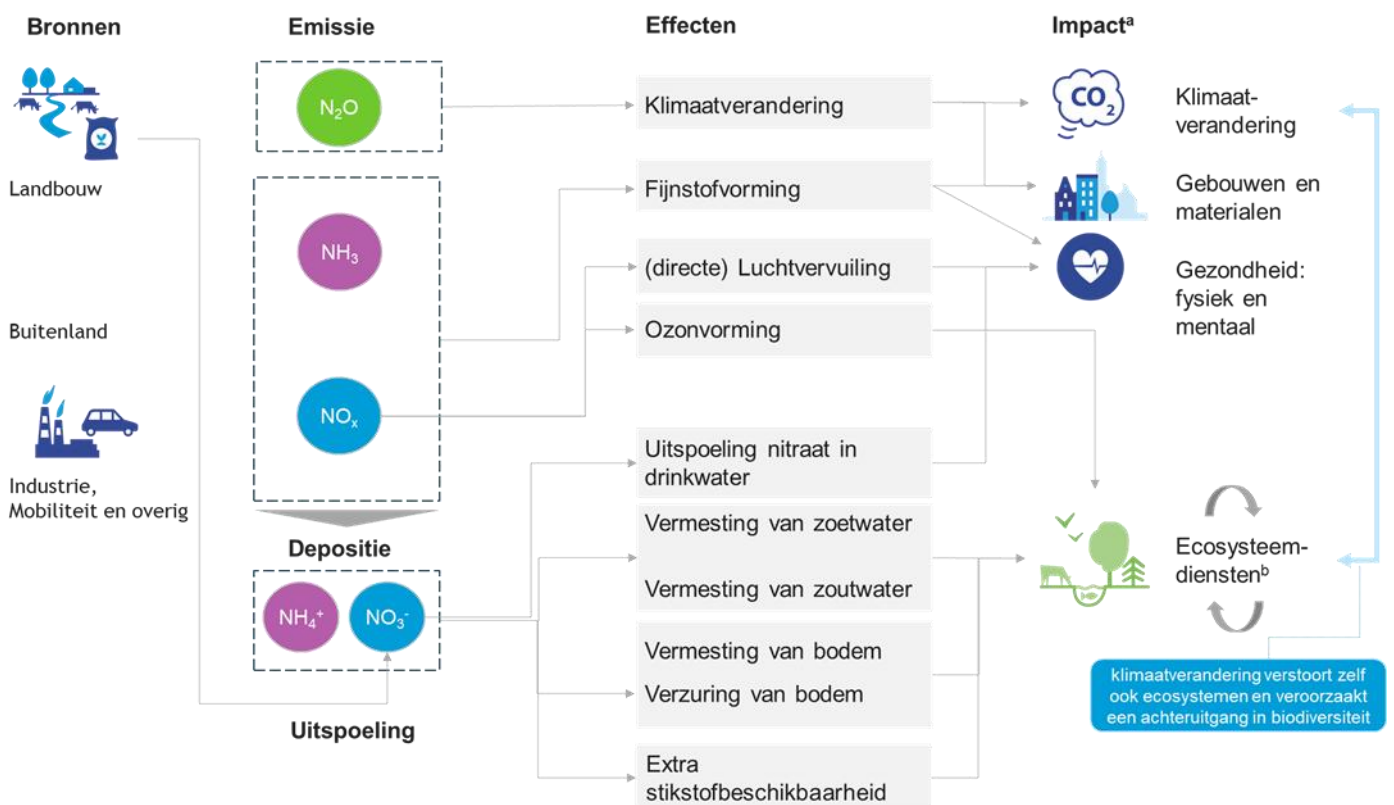 Bronnen
Emissie
Effecten
Impactᵃ
N₂O
Klimaatverandering
CO₂
Klimaat-
verandering
Landbouw
Fijnstofvorming
Gebouwen en
materialen
NH₃
(directe) Luchtvervuiling
Gezondheid:
fysiek en
mentaal
Buitenland
Ozonvorming
NOₓ
Industrie,
Mobiliteit en overig
Uitspoeling nitraat in
drinkwater
Depositie
Vermesting van zoetwater
Vermesting van zoutwater
Ecosysteem-
dienstenᵇ
NH₄⁺
NO₃⁻
Vermesting van bodem
Verzuring van bodem
klimaatverandering verstoort zelf
ook ecosystemen en veroorzaakt
een achteruitgang in biodiversiteit
Uitspoeling
Extra
stikstofbeschikbaarheid